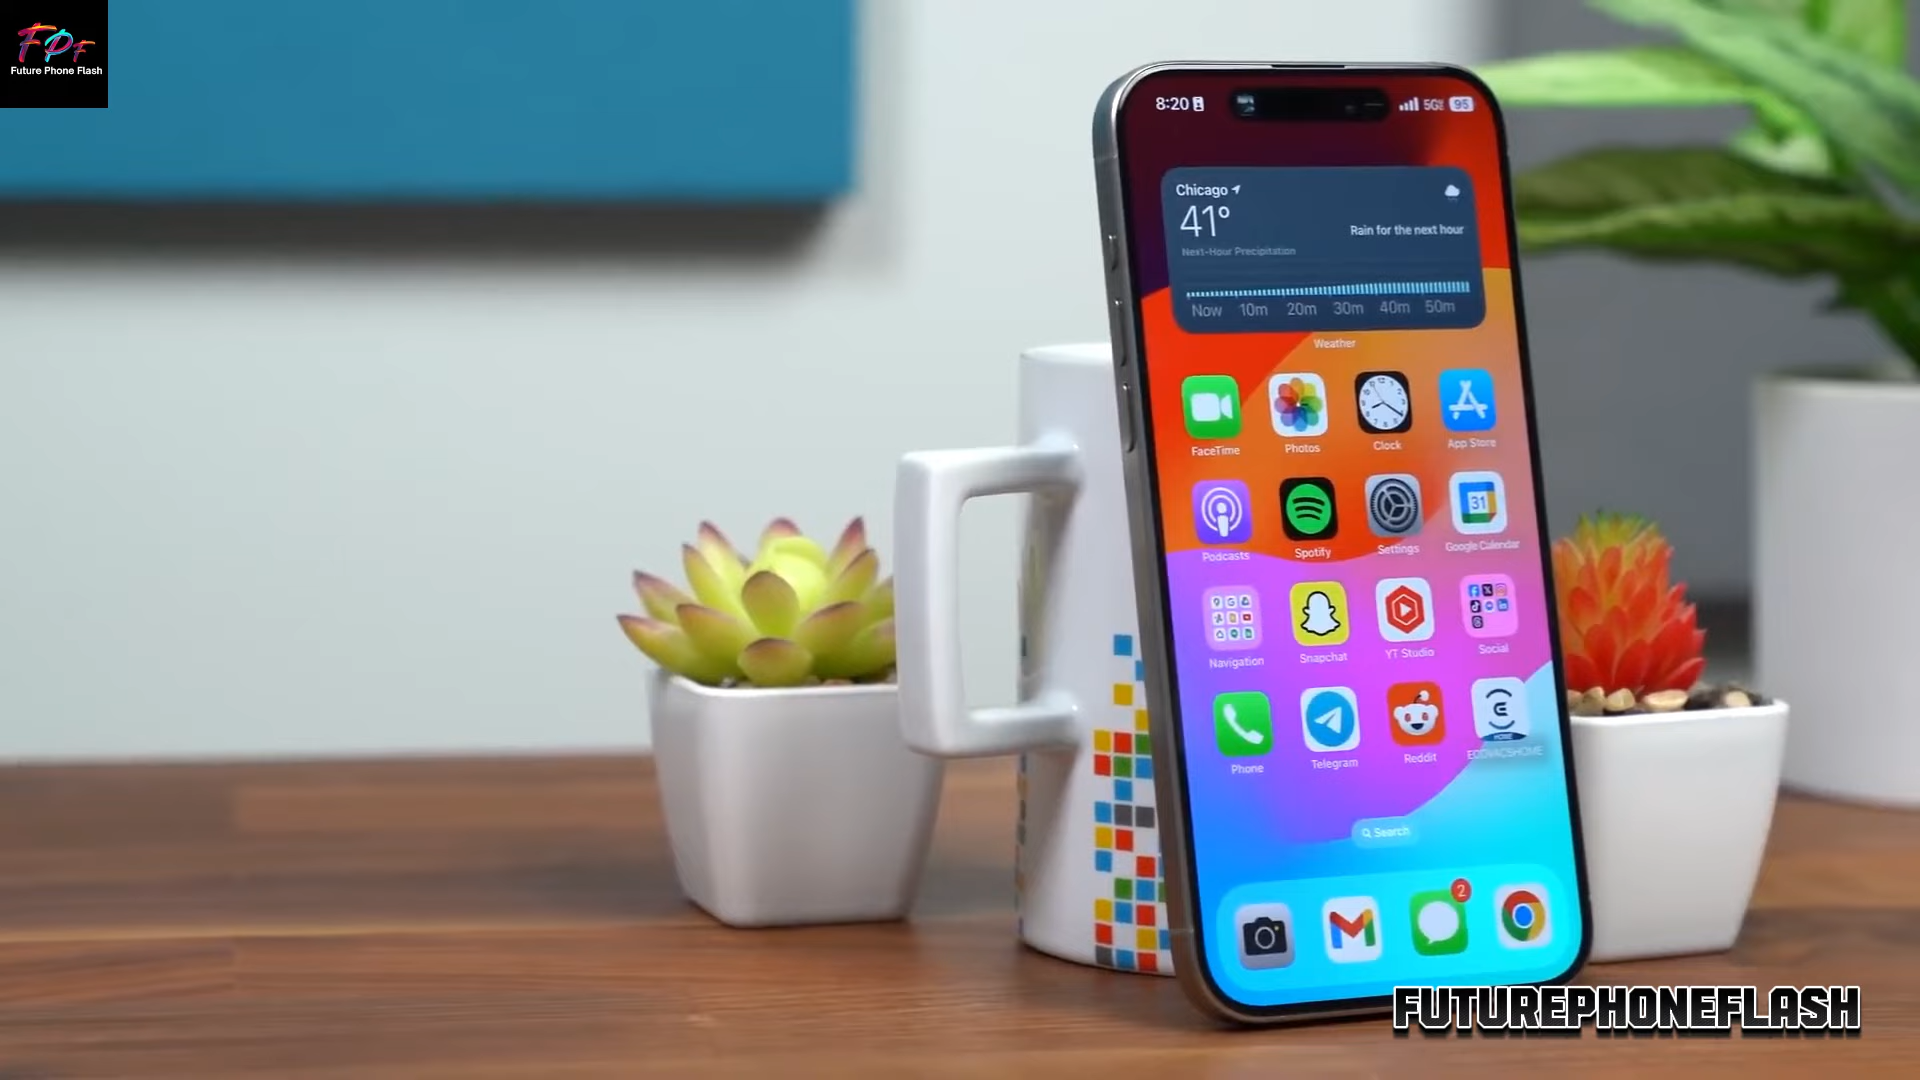 FPF
Future Phone Flash
8:20
5G
95
Chicago
41°
Rain for the next hour
Next-Hour Precipitation
Now 10m 20m 30m 40m 50m
Weather
FaceTime Photos Clock App Store
31
Podcasts Spotify Settings Google Calendar
Navigation Snapchat YT Studio Social
HOME
Phone Telegram Reddit ECOVACSHOME
Search
2
FUTUREPHONEFLASH